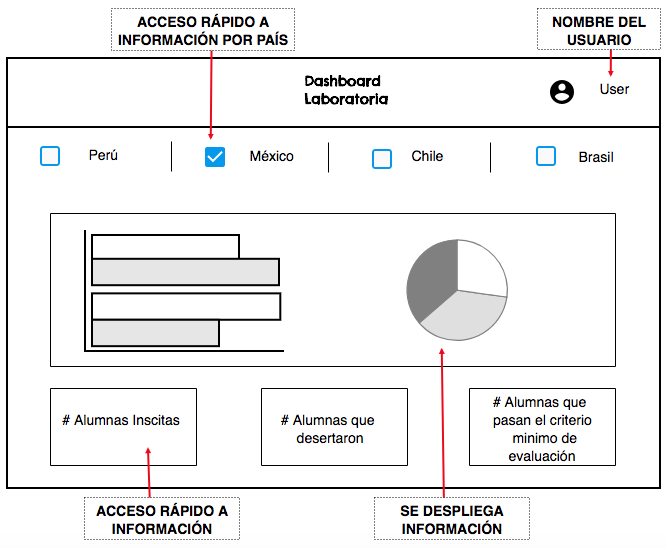 ACCESO RÁPIDO A
INFORMACIÓN POR PAÍS
NOMBRE DEL
USUARIO
Dashboard
Laboratoria
User
Perú
México
Chile
Brasil
# Alumnas Inscitas
# Alumnas que
desertaron
# Alumnas que
pasan el criterio
minimo de
evaluación
ACCESO RÁPIDO A
INFORMACIÓN
SE DESPLIEGA
INFORMACIÓN